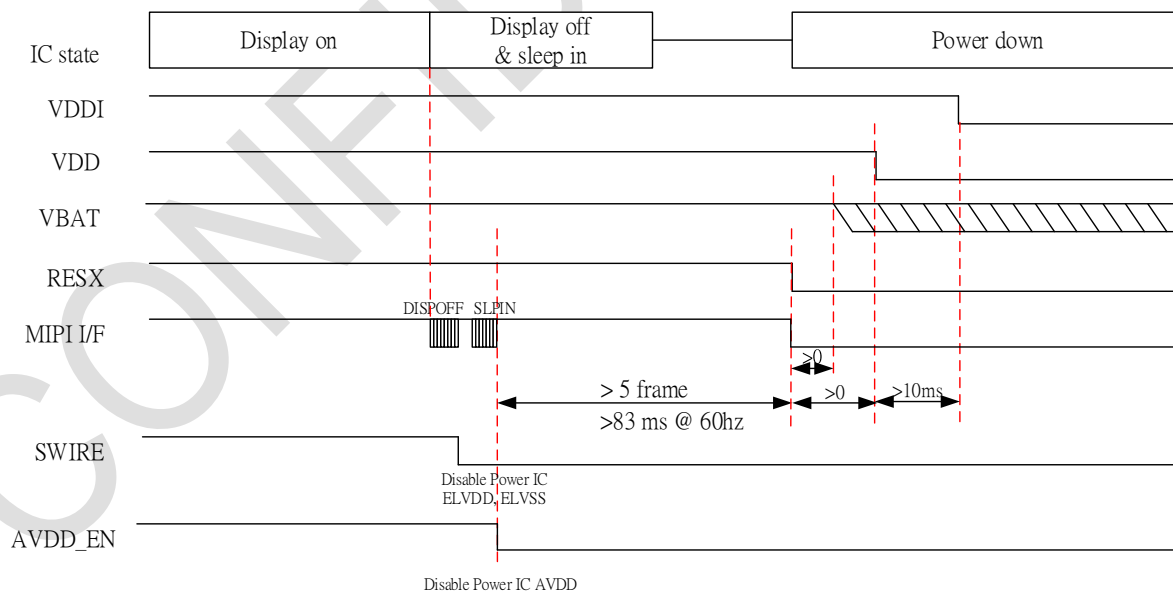 IC state
Display on
Display off
& sleep in
Power down
VDDI
VDD
VBAT
RESX
DISPOFF SLPIN
MIPI I/F
>0
> 5 frame
>0
>10ms
>83 ms @ 60hz
SWIRE
Disable Power IC
ELVDD, ELVSS
AVDD_EN
Disable Power IC AVDD
CONFI